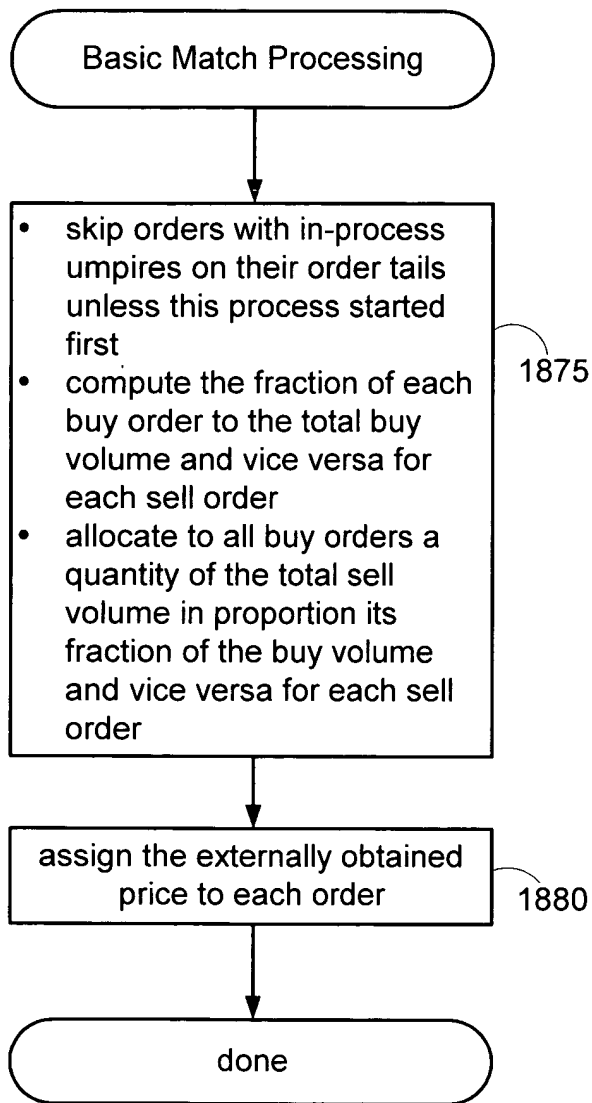 Basic Match Processing
• skip orders with in-process
umpires on their order tails
unless this process started
first
• compute the fraction of each
buy order to the total buy
volume and vice versa for
each sell order
• allocate to all buy orders a
quantity of the total sell
volume in proportion its
fraction of the buy volume
and vice versa for each sell
order
1875
assign the externally obtained
price to each order
1880
done